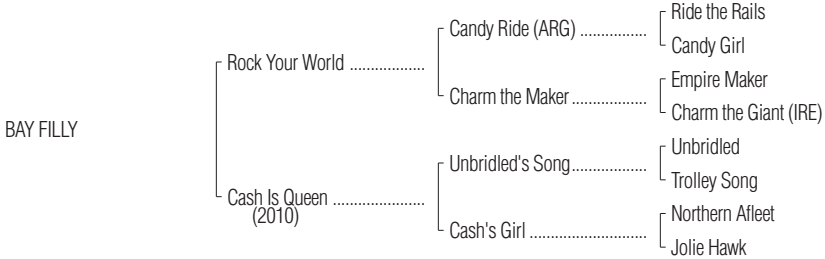 Ride the Rails
Candy Ride (ARG) ................
Candy Girl
Rock Your World ..................
Empire Maker
Charm the Maker ..................
Charm the Giant (IRE)
BAY FILLY
Unbridled
Unbridled's Song..................
Trolley Song
Cash Is Queen ......................
(2010)
Northern Afleet
Cash's Girl ............................
Jolie Hawk